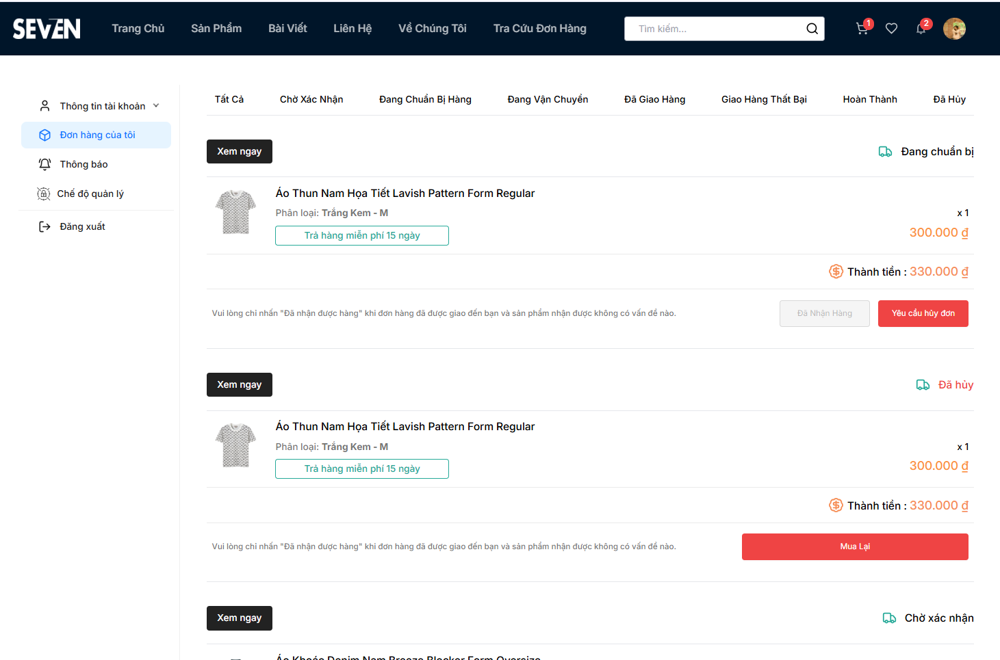 SEVEN
Trang Chủ
Sản Phẩm
Bài Viết
Liên Hệ
Về Chúng Tôi
Tra Cứu Đơn Hàng
Tìm kiếm...
1
2
Thông tin tài khoản
Đơn hàng của tôi
Thông báo
Chế độ quản lý
Đăng xuất
Tất Cả
Chờ Xác Nhận
Đang Chuẩn Bị Hàng
Đang Vận Chuyển
Đã Giao Hàng
Giao Hàng Thất Bại
Hoàn Thành
Đã Hủy
Xem ngay
Đang chuẩn bị
Áo Thun Nam Họa Tiết Lavish Pattern Form Regular
Phân loại: Trắng Kem - M
x 1
Trả hàng miễn phí 15 ngày
300.000 ₫
Thành tiền : 330.000 ₫
Vui lòng chỉ nhấn "Đã nhận được hàng" khi đơn hàng đã được giao đến bạn và sản phẩm nhận được không có vấn đề nào.
Đã Nhận Hàng
Yêu cầu hủy đơn
Xem ngay
Đã hủy
Áo Thun Nam Họa Tiết Lavish Pattern Form Regular
Phân loại: Trắng Kem - M
x 1
Trả hàng miễn phí 15 ngày
300.000 ₫
Thành tiền : 330.000 ₫
Vui lòng chỉ nhấn "Đã nhận được hàng" khi đơn hàng đã được giao đến bạn và sản phẩm nhận được không có vấn đề nào.
Mua Lại
Xem ngay
Chờ xác nhận
Áo Khoác Denim Nam Breeze Blocker Form Oversize